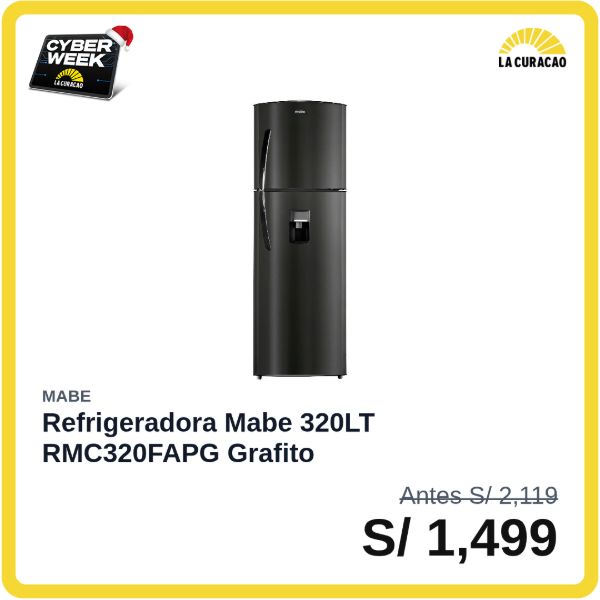 CYBER
WEEK
LA CURACAO
LA CURACAO
MABE
Refrigeradora Mabe 320LT
RMC320FAPG Grafito
Antes S/ 2,119
S/ 1,499